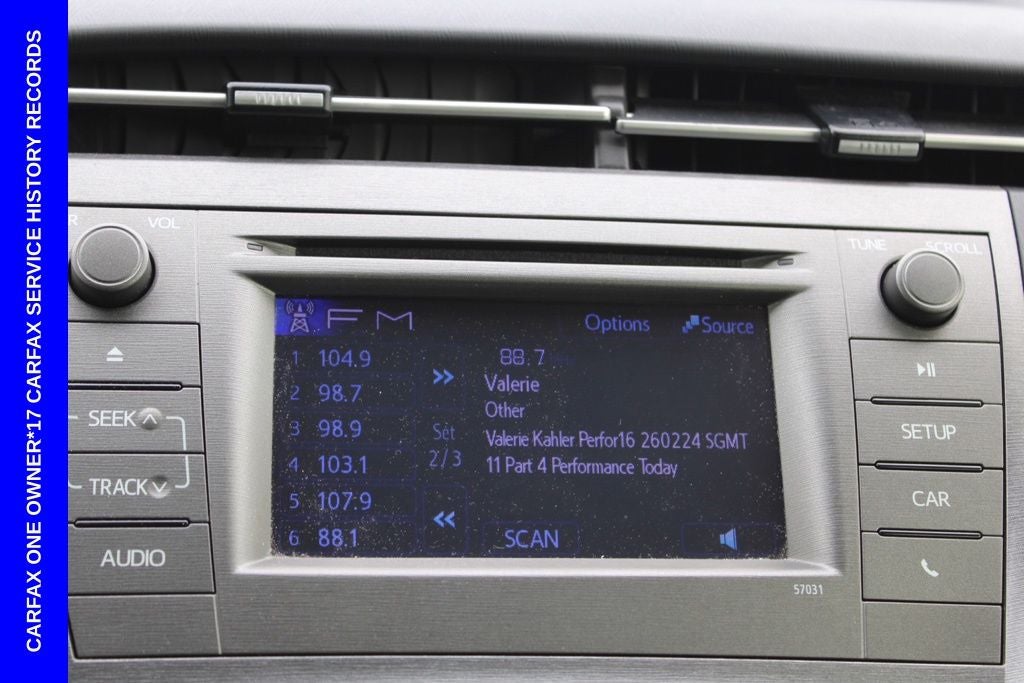 CARFAX ONE OWNER*17 CARFAX SERVICE HISTORY RECORDS
R VOL
TUNE SCROLL
FM
Options
Source
1 104.9
2 98.7
3 98.9
4 103.1
5 107.9
6 88.1
Set
2/3
88.7
Valerie
Other
Valerie Kahler Perfor16 260224 SGMT
11 Part 4 Performance Today
SCAN
SEEK
TRACK
AUDIO
SETUP
CAR
57031